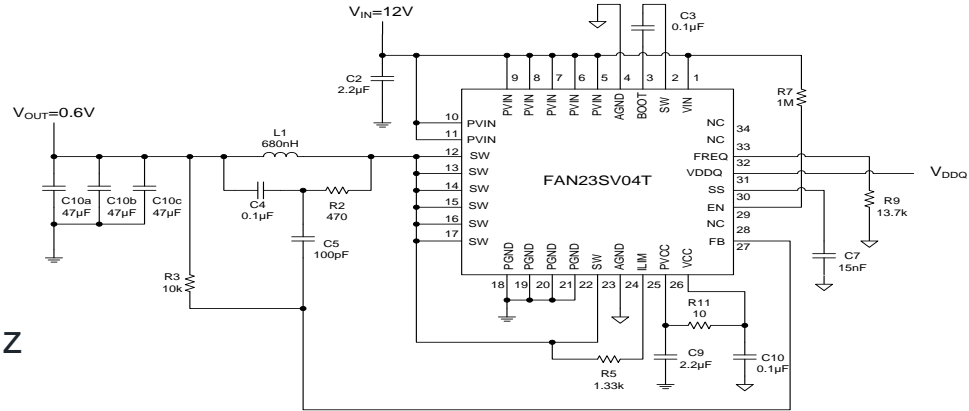 V_IN=12V
C3
0.1µF
C2
2.2µF
9 8 7 6 5 4 3 2 1
PVIN PVIN PVIN PVIN PVIN AGND BOOT SW VIN
R7
1M
V_OUT=0.6V
L1
680nH
10 PVIN
11 PVIN
12 SW
13 SW
14 SW
15 SW
16 SW
17 SW
FAN23SV04T
NC 34
NC 33
FREQ 32
VDDQ 31
SS 30
EN 29
NC 28
FB 27
V_DDQ
R9
13.7k
C10a
47µF
C10b
47µF
C10c
47µF
C4
0.1µF
R2
470
C5
100pF
R3
10k
C7
15nF
PGND PGND PGND PGND SW AGND ILIM PVCC VCC
18 19 20 21 22 23 24 25 26
R11
10
R5
1.33k
C9
2.2µF
C10
0.1µF
z